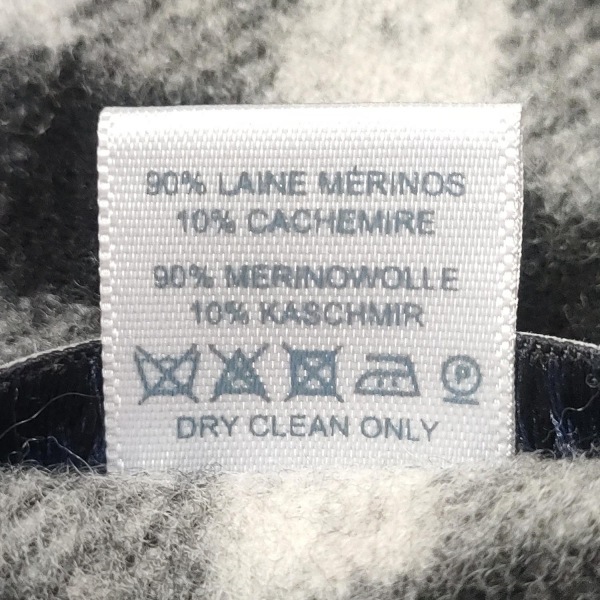 90% LAINE MÉRINOS
10% CACHEMIRE
90% MERINOWOLLE
10% KASCHMIR
P
DRY CLEAN ONLY